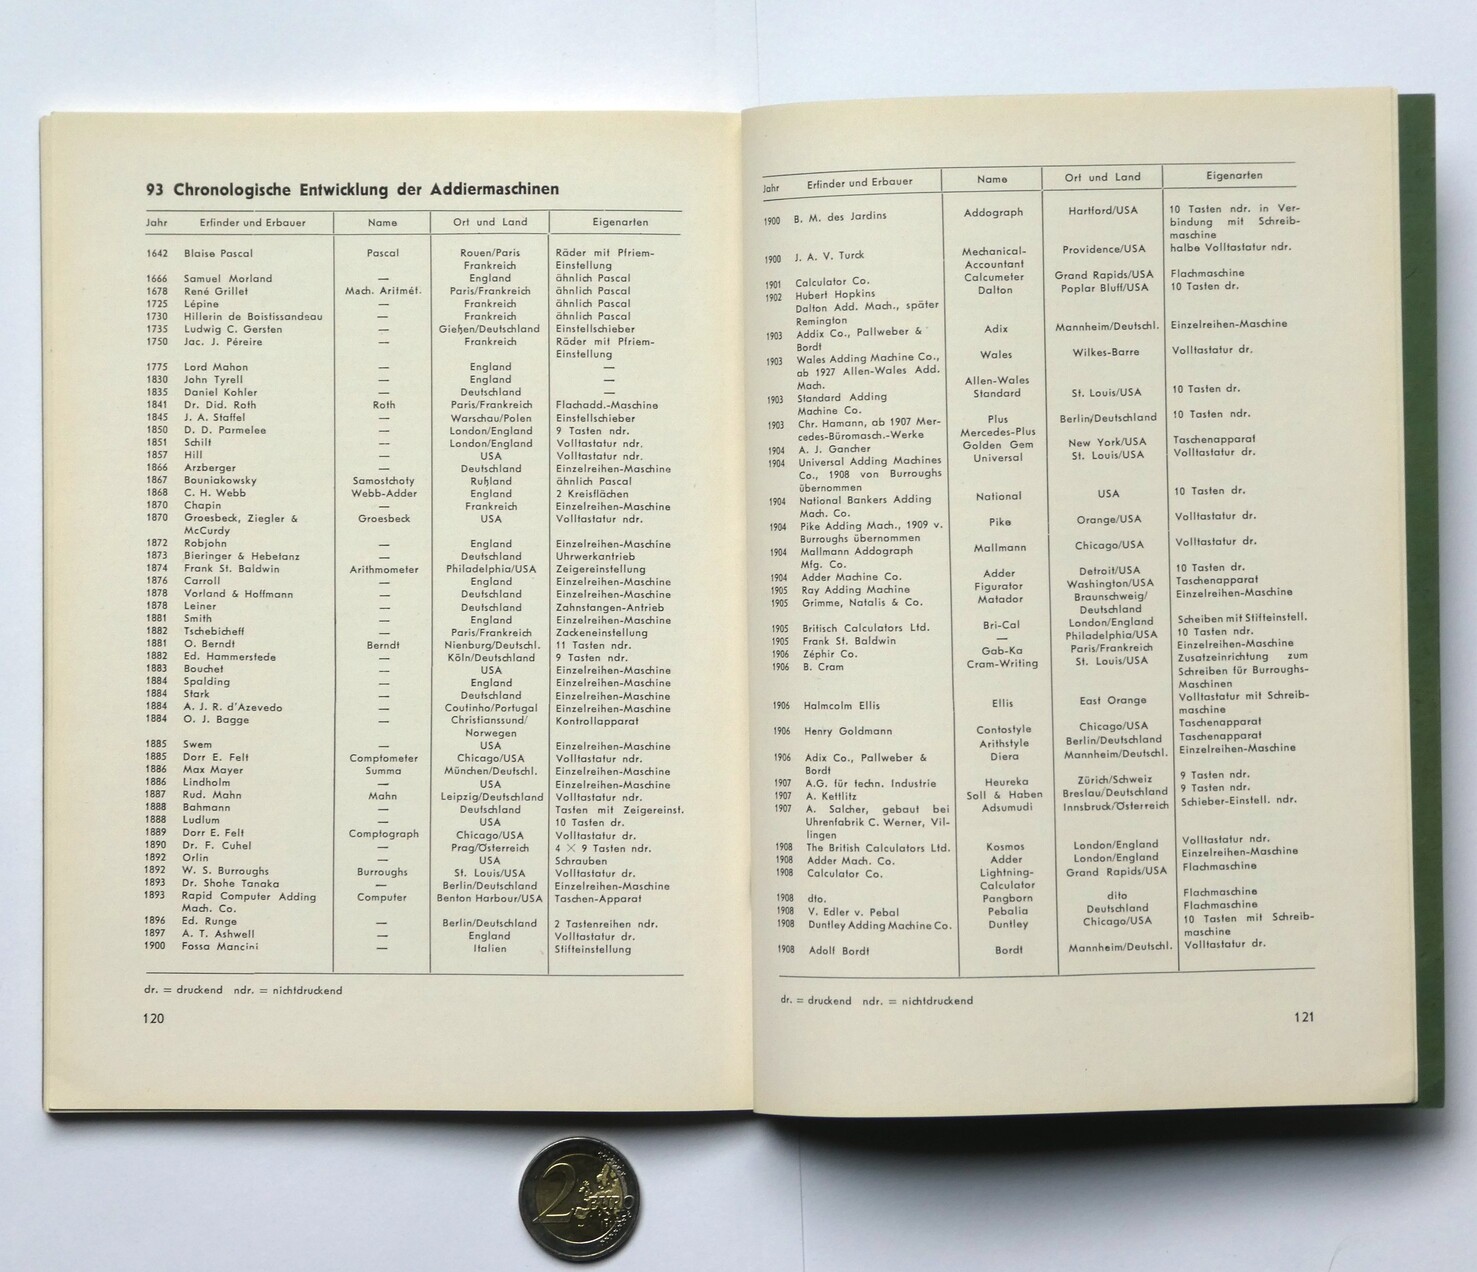 93 Chronologische Entwicklung der Addiermaschinen
Jahr Erfinder und Erbauer Name Ort und Land Eigenarten
1642 Blaise Pascal Pascal Rouen/Paris Räder mit Pfriem-
Frankreich Einstellung
1666 Samuel Morland — England ähnlich Pascal
1678 René Grillet Mach. Aritmét. Paris/Frankreich ähnlich Pascal
1725 Lépine — Frankreich ähnlich Pascal
1730 Hillerin de Boistissandeau — Frankreich ähnlich Pascal
1735 Ludwig C. Gersten — Gießen/Deutschland Einstellschieber
1750 Jac. J. Péreire — Frankreich Räder mit Pfriem-
Einstellung
1775 Lord Mahon — England —
1830 John Tyrell — England —
1835 Daniel Kohler — Deutschland —
1841 Dr. Did. Roth Roth Paris/Frankreich Flachadd.-Maschine
1845 J. A. Staffel — Warschau/Polen Einstellschieber
1850 D. D. Parmelee — London/England 9 Tasten ndr.
1851 Schilt — London/England Volltastatur ndr.
1857 Hill — USA Volltastatur ndr.
1866 Arzberger — Deutschland Einzelreihen-Maschine
1867 Bouniakowsky Samostchoty Rußland ähnlich Pascal
1868 C. H. Webb Webb-Adder England 2 Kreisflächen
1870 Chapin — Frankreich Einzelreihen-Maschine
1870 Groesbeck, Ziegler & Groesbeck USA Volltastatur ndr.
McCurdy
1872 Robjohn — England Einzelreihen-Maschine
1873 Bieringer & Hebetanz — Deutschland Uhrwerkantrieb
1874 Frank St. Baldwin Arithmometer Philadelphia/USA Zeigereinstellung
1876 Carroll — England Einzelreihen-Maschine
1878 Vorland & Hoffmann — Deutschland Einzelreihen-Maschine
1878 Leiner — Deutschland Zahnstangen-Antrieb
1881 Smith — England Einzelreihen-Maschine
1882 Tschebicheff — Paris/Frankreich Zackeneinstellung
1881 O. Berndt Berndt Nienburg/Deutschl. 11 Tasten ndr.
1882 Ed. Hammerstede — Köln/Deutschland 9 Tasten ndr.
1883 Bouchet — USA Einzelreihen-Maschine
1884 Spalding — England Einzelreihen-Maschine
1884 Stark — Deutschland Einzelreihen-Maschine
1884 A. J. R. d'Azevedo — Coutinho/Portugal Einzelreihen-Maschine
1884 O. J. Bagge — Christianssund/ Kontrollapparat
Norwegen
1885 Swem — USA Einzelreihen-Maschine
1885 Dorr E. Felt Comptometer Chicago/USA Volltastatur ndr.
1886 Max Mayer Summa München/Deutschl. Einzelreihen-Maschine
1886 Lindholm — USA Einzelreihen-Maschine
1887 Rud. Mahn Mahn Leipzig/Deutschland Volltastatur ndr.
1888 Bahmann — Deutschland Tasten mit Zeigereinst.
1888 Ludlum — USA 10 Tasten dr.
1889 Dorr E. Felt Comptograph Chicago/USA Volltastatur dr.
1890 Dr. F. Cuhel — Prag/Österreich 4 × 9 Tasten ndr.
1892 Orlin — USA Schrauben
1892 W. S. Burroughs Burroughs St. Louis/USA Volltastatur dr.
1893 Dr. Shohe Tanaka — Berlin/Deutschland Einzelreihen-Maschine
1893 Rapid Computer Adding Computer Benton Harbour/USA Taschen-Apparat
Mach. Co.
1896 Ed. Runge — Berlin/Deutschland 2 Tastenreihen ndr.
1897 A. T. Ashwell — England Volltastatur dr.
1900 Fossa Mancini — Italien Stifteinstellung
dr. = druckend ndr. = nichtdruckend
120
Jahr Erfinder und Erbauer Name Ort und Land Eigenarten
1900 B. M. des Jardins Addograph Hartford/USA 10 Tasten ndr. in Ver-
bindung mit Schreib-
maschine
1900 J. A. V. Turck Mechanical- Providence/USA halbe Volltastatur ndr.
Accountant
1901 Calculator Co. Calcumeter Grand Rapids/USA Flachmaschine
1902 Hubert Hopkins Dalton Poplar Bluff/USA 10 Tasten dr.
Dalton Add. Mach., später
Remington
1903 Addix Co., Pallweber & Adix Mannheim/Deutschl. Einzelreihen-Maschine
Bordt
1903 Wales Adding Machine Co., Wales Wilkes-Barre Volltastatur dr.
ab 1927 Allen-Wales Add.
Mach. Allen-Wales
1903 Standard Adding Standard St. Louis/USA 10 Tasten dr.
Machine Co.
1903 Chr. Hamann, ab 1907 Mer- Plus Berlin/Deutschland 10 Tasten ndr.
cedes-Büromasch.-Werke Mercedes-Plus
1904 A. J. Gancher Golden Gem New York/USA Taschenapparat
1904 Universal Adding Machines Universal St. Louis/USA Volltastatur dr.
Co., 1908 von Burroughs
übernommen
1904 National Bankers Adding National USA 10 Tasten dr.
Mach. Co.
1904 Pike Adding Mach., 1909 v. Pike Orange/USA Volltastatur dr.
Burroughs übernommen
1904 Mallmann Addograph Mallmann Chicago/USA Volltastatur dr.
Mfg. Co.
1904 Adder Machine Co. Adder Detroit/USA 10 Tasten dr.
1905 Ray Adding Machine Figurator Washington/USA Taschenapparat
1905 Grimme, Natalis & Co. Matador Braunschweig/ Einzelreihen-Maschine
Deutschland
1905 Britisch Calculators Ltd. Bri-Cal London/England Scheiben mit Stifteinstell.
1905 Frank St. Baldwin — Philadelphia/USA 10 Tasten ndr.
1906 Zéphir Co. Gab-Ka Paris/Frankreich Einzelreihen-Maschine
1906 B. Cram Cram-Writing St. Louis/USA Zusatzeinrichtung zum
Schreiben für Burroughs-
Maschinen
1906 Halmcolm Ellis Ellis East Orange Volltastatur mit Schreib-
maschine
1906 Henry Goldmann Contostyle Chicago/USA Taschenapparat
Arithstyle Berlin/Deutschland Taschenapparat
1906 Adix Co., Pallweber & Diera Mannheim/Deutschl. Einzelreihen-Maschine
Bordt
1907 A.G. für techn. Industrie Heureka Zürich/Schweiz 9 Tasten ndr.
1907 A. Kettlitz Soll & Haben Breslau/Deutschland 9 Tasten ndr.
1907 A. Salcher, gebaut bei Adsumudi Innsbruck/Österreich Schieber-Einstell. ndr.
Uhrenfabrik C. Werner, Vil-
lingen
1908 The British Calculators Ltd. Kosmos London/England Volltastatur ndr.
1908 Adder Mach. Co. Adder London/England Einzelreihen-Maschine
1908 Calculator Co. Lightning- Grand Rapids/USA Flachmaschine
Calculator
1908 dto. Pangborn dito Flachmaschine
1908 V. Edler v. Pebal Pebalia Deutschland Flachmaschine
1908 Duntley Adding Machine Co. Duntley Chicago/USA 10 Tasten mit Schreib-
maschine
1908 Adolf Bordt Bordt Mannheim/Deutschl. Volltastatur dr.
dr. = druckend ndr. = nichtdruckend
121
2 EURO